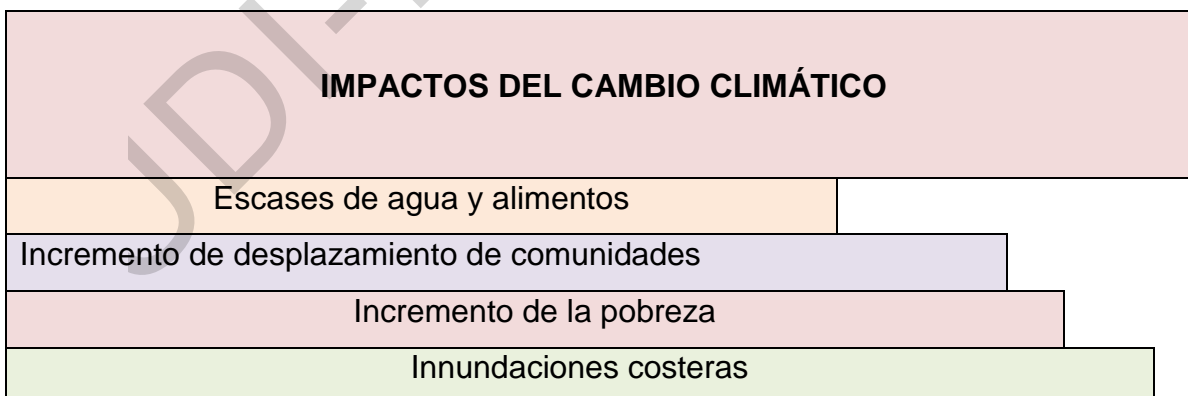 IMPACTOS DEL CAMBIO CLIMÁTICO
Escases de agua y alimentos
Incremento de desplazamiento de comunidades
Incremento de la pobreza
Innundaciones costeras